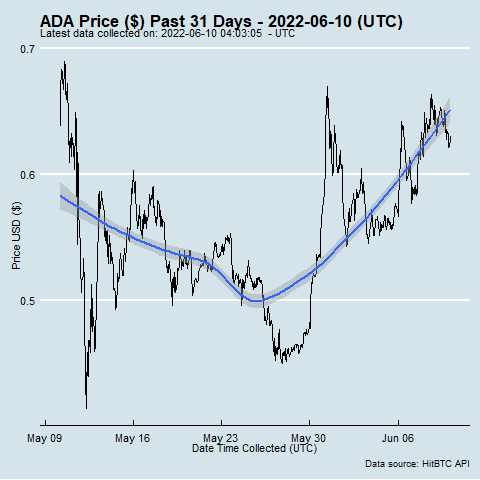 ADA Price ($) Past 31 Days - 2022-06-10 (UTC)
Latest data collected on: 2022-06-10 04:03:05 - UTC
0.7
0.6
0.5
Price USD ($)
May 09 May 16 May 23 May 30 Jun 06
Date Time Collected (UTC)
Data source: HitBTC API